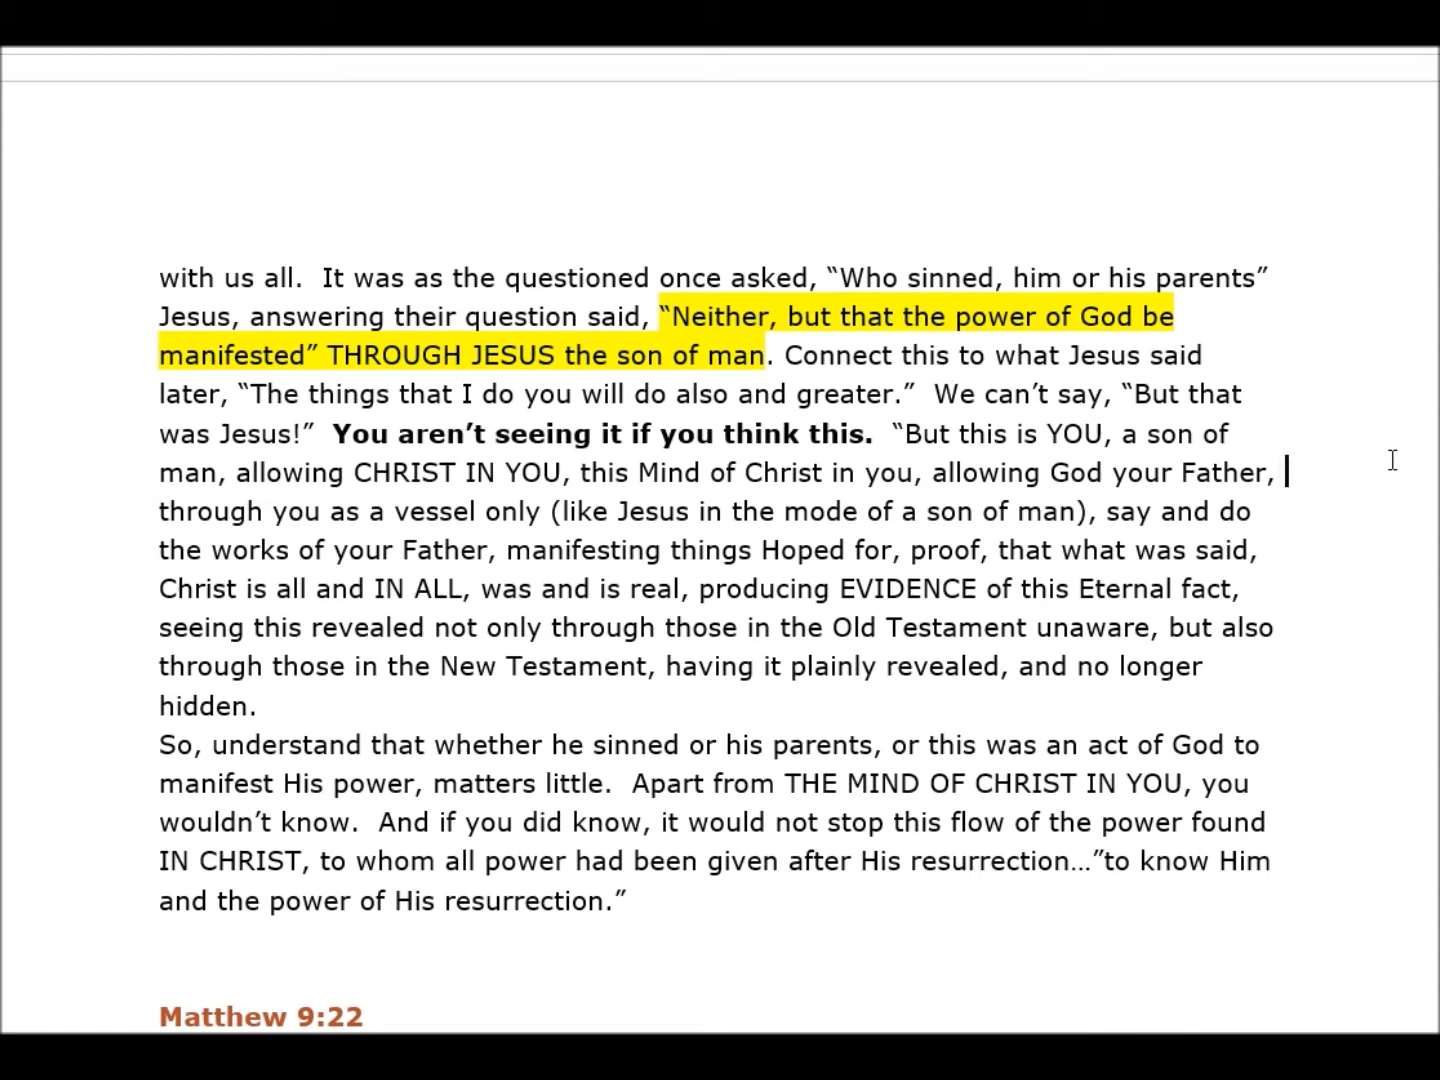 with us all.  It was as the questioned once asked, “Who sinned, him or his parents”
Jesus, answering their question said, “Neither, but that the power of God be
manifested” THROUGH JESUS the son of man. Connect this to what Jesus said
later, “The things that I do you will do also and greater.”  We can’t say, “But that
was Jesus!”  You aren’t seeing it if you think this.  “But this is YOU, a son of
man, allowing CHRIST IN YOU, this Mind of Christ in you, allowing God your Father,
through you as a vessel only (like Jesus in the mode of a son of man), say and do
the works of your Father, manifesting things Hoped for, proof, that what was said,
Christ is all and IN ALL, was and is real, producing EVIDENCE of this Eternal fact,
seeing this revealed not only through those in the Old Testament unaware, but also
through those in the New Testament, having it plainly revealed, and no longer
hidden.
So, understand that whether he sinned or his parents, or this was an act of God to
manifest His power, matters little.  Apart from THE MIND OF CHRIST IN YOU, you
wouldn’t know.  And if you did know, it would not stop this flow of the power found
IN CHRIST, to whom all power had been given after His resurrection…”to know Him
and the power of His resurrection.”
Matthew 9:22